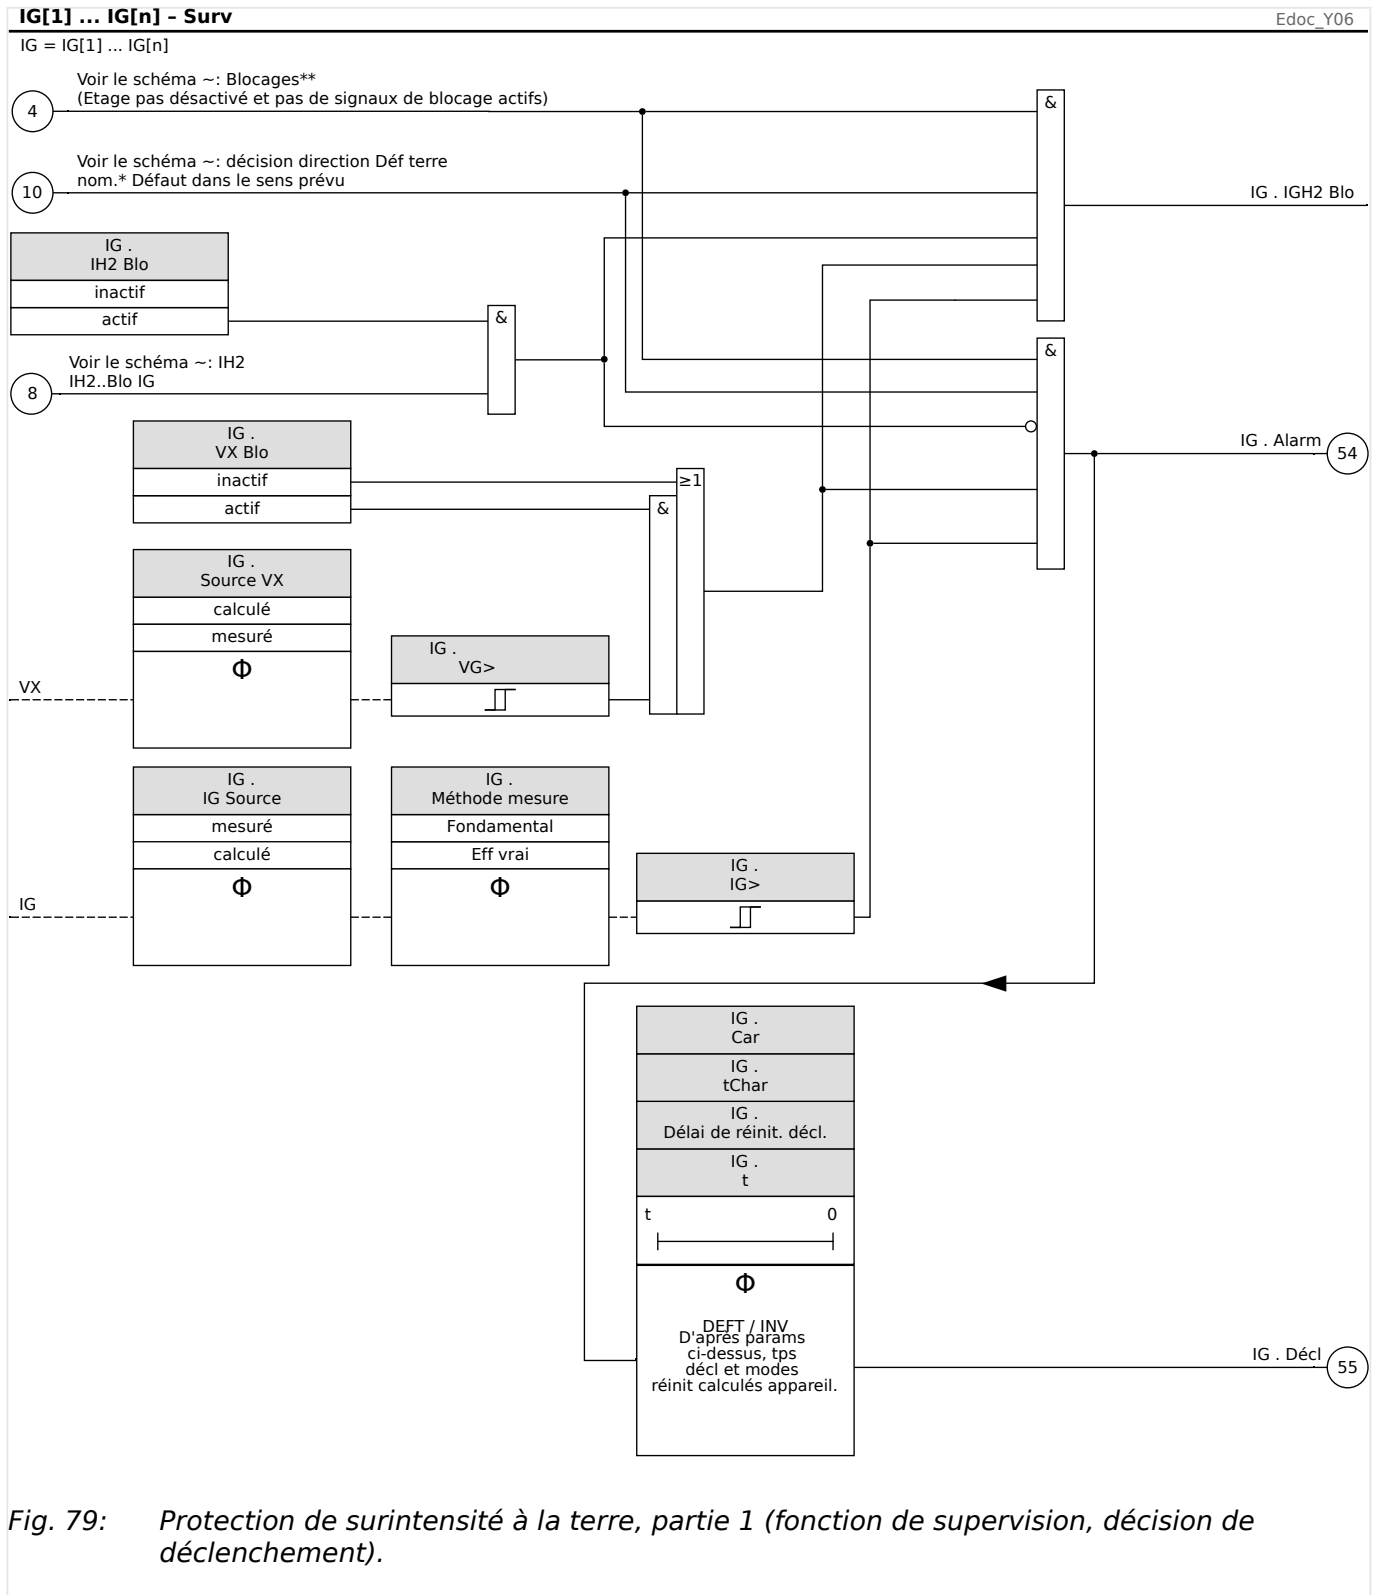 IG[1] ... IG[n] – Surv
Edoc_Y06
IG = IG[1] ... IG[n]
Voir le schéma ~: Blocages**
(Etage pas désactivé et pas de signaux de blocage actifs)
4
&
Voir le schéma ~: décision direction Déf terre
nom.* Défaut dans le sens prévu
10
IG . IGH2 Blo
IG .
IH2 Blo
inactif
actif
&
&
Voir le schéma ~: IH2
IH2..Blo IG
8
IG .
VX Blo
inactif
actif
≥1
&
IG . Alarm
54
IG .
Source VX
calculé
mesuré
Φ
VX
IG .
VG>
IG .
IG Source
mesuré
calculé
Φ
IG
IG .
Méthode mesure
Fondamental
Eff vrai
Φ
IG .
IG>
IG .
Car
IG .
tChar
IG .
Délai de réinit. décl.
IG .
t
t
0
Φ
DEFT / INV
D'après params
ci-dessus, tps
décl et modes
réinit calculés appareil.
IG . Décl
55
Fig. 79: Protection de surintensité à la terre, partie 1 (fonction de supervision, décision de
déclenchement).